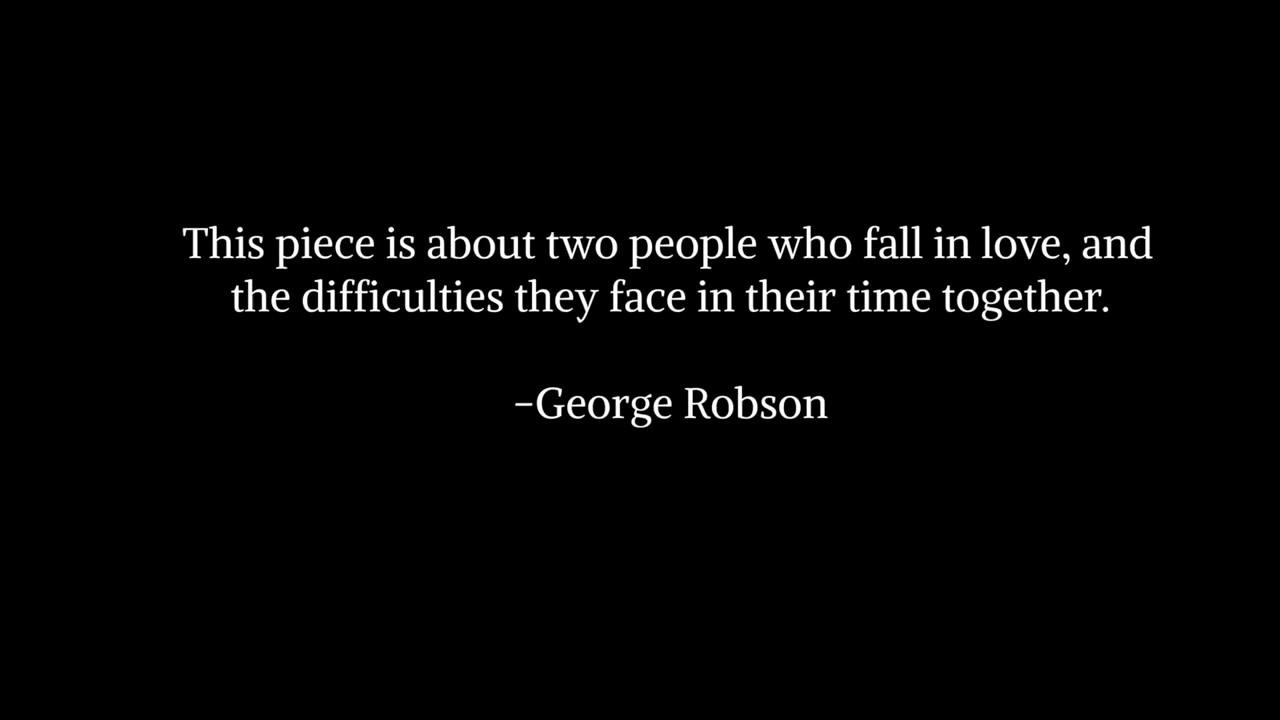 This piece is about two people who fall in love, and
the difficulties they face in their time together.
–George Robson